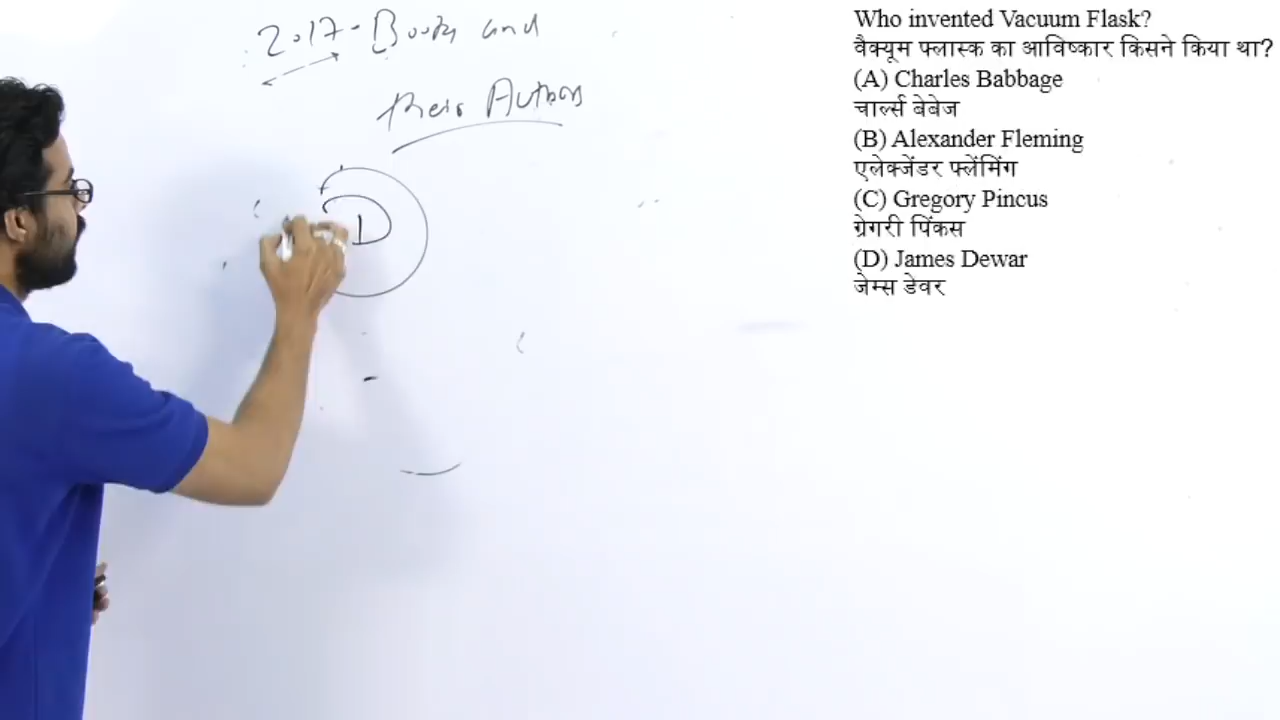 2017- Books and
their Authors
D
Who invented Vacuum Flask?
वैक्यूम फ्लास्क का आविष्कार किसने किया था?
(A) Charles Babbage
चार्ल्स बेबेज
(B) Alexander Fleming
एलेक्जेंडर फ्लेंमिंग
(C) Gregory Pincus
ग्रेगरी पिंकस
(D) James Dewar
जेम्स डेवर